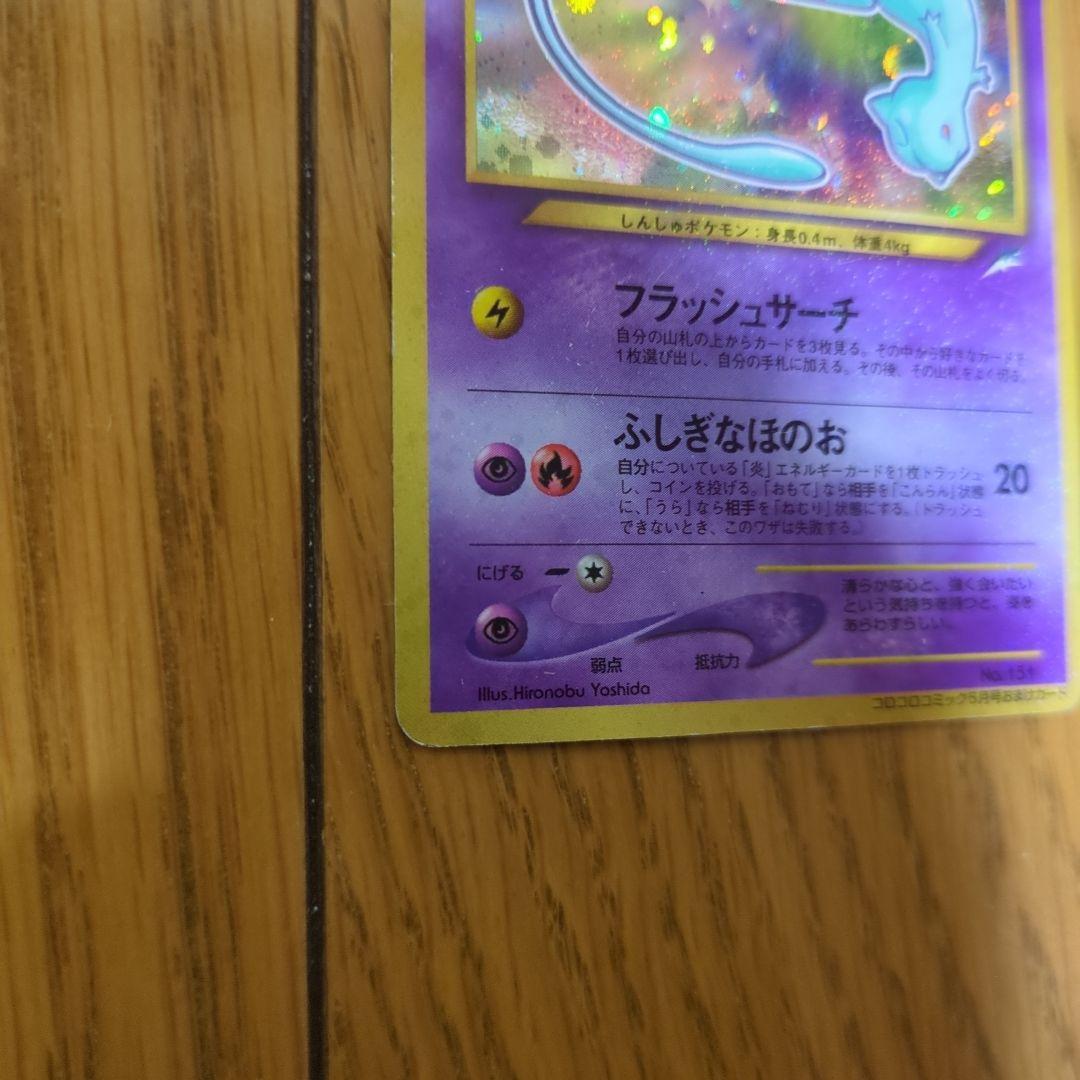 しんしゅポケモン：身長0.4m、体重4kg
フラッシュサーチ
自分の山札の上からカードを3枚見る。その中から好きなカードを
1枚選び出し、自分の手札に加える。その後、その山札をよく切る。
ふしぎなほのお
自分についている「炎」エネルギーカードを1枚トラッシュ
し、コインを投げる。「おもて」なら相手を「こんらん」状態
に、「うら」なら相手を「ねむり」状態にする。（トラッシュ
できないとき、このワザは失敗する。）
20
にげる
清らかな心と、強く会いたい
という気持ちを持つと、姿を
あらわすらしい。
弱点
抵抗力
No.151
Illus.Hironobu Yoshida
コロコロコミック5月号おまけカード